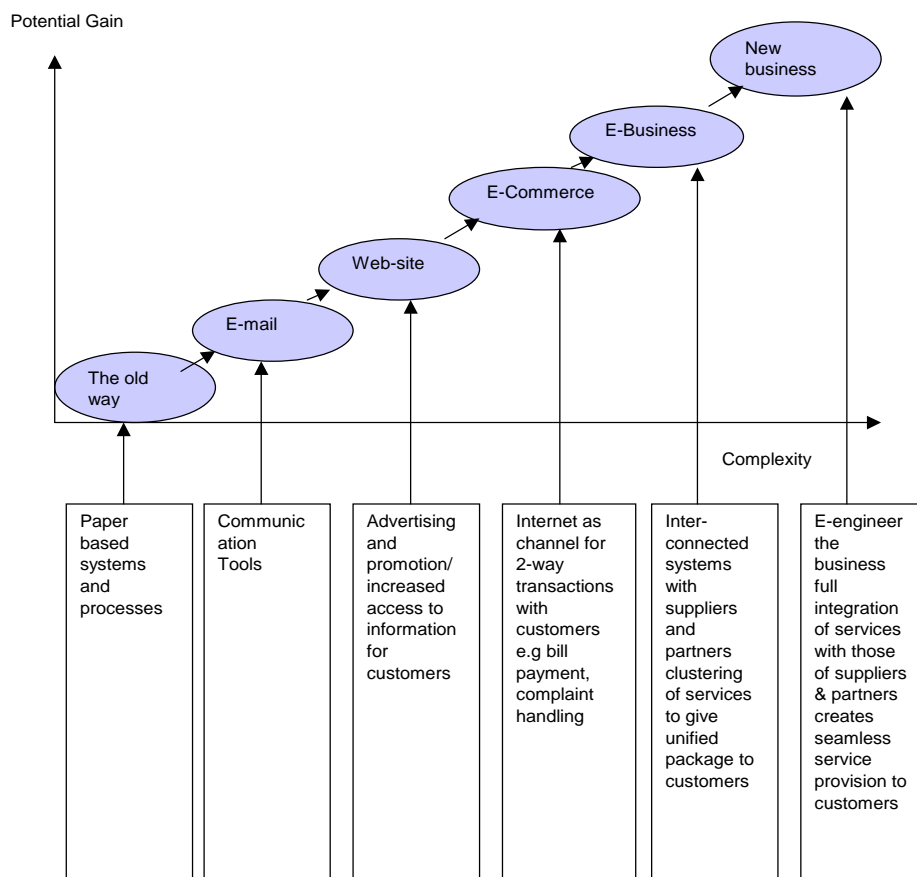 Potential Gain
New
business
E-Business
E-Commerce
Web-site
E-mail
The old
way
Complexity
Paper
based
systems
and
processes
Communic
ation
Tools
Advertising
and
promotion/
increased
access to
information
for
customers
Internet as
channel for
2-way
transactions
with
customers
e.g bill
payment,
complaint
handling
Inter-
connected
systems
with
suppliers
and
partners
clustering
of services
to give
unified
package to
customers
E-engineer
the
business
full
integration
of services
with those
of suppliers
& partners
creates
seamless
service
provision to
customers